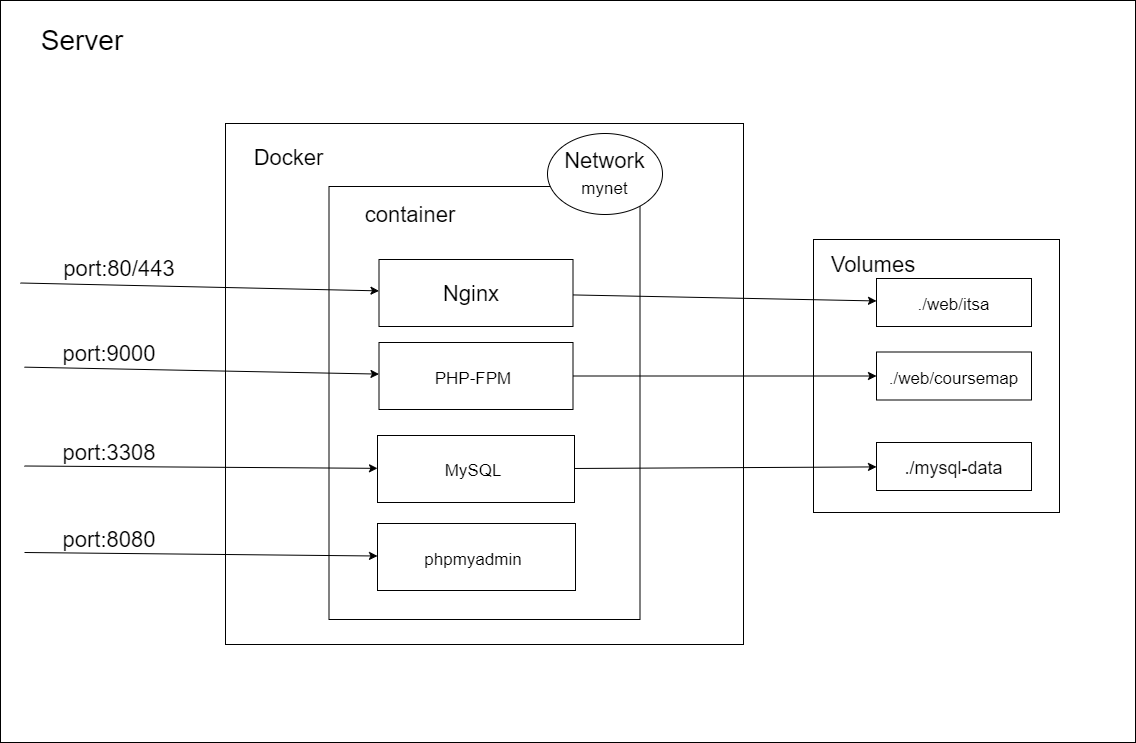 Server
Docker
Network
mynet
container
port:80/443
Nginx
port:9000
PHP-FPM
port:3308
MySQL
port:8080
phpmyadmin
Volumes
./web/itsa
./web/coursemap
./mysql-data